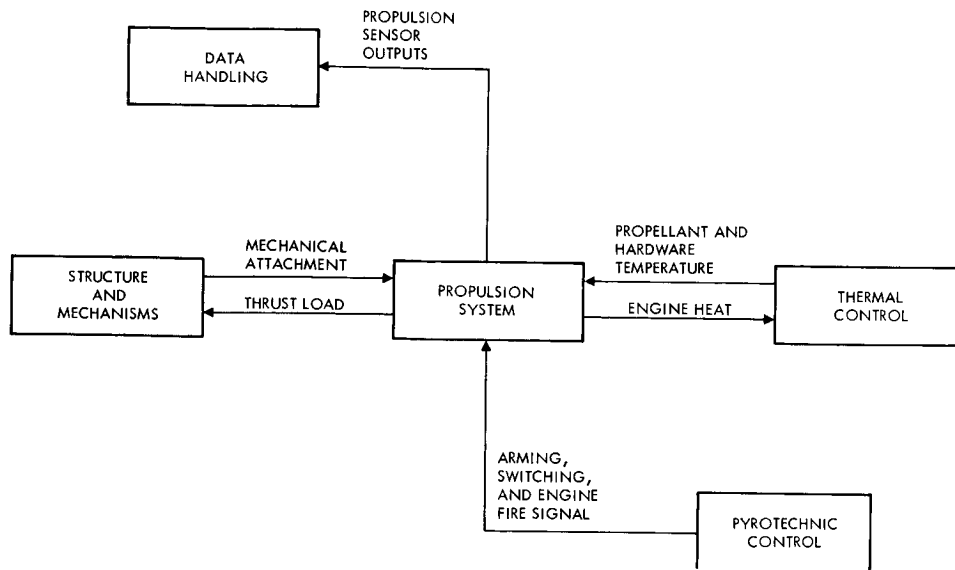 PROPULSION
SENSOR
OUTPUTS
DATA
HANDLING
MECHANICAL
ATTACHMENT
STRUCTURE
AND
MECHANISMS
THRUST LOAD
PROPULSION
SYSTEM
PROPELLANT AND
HARDWARE
TEMPERATURE
ENGINE HEAT
THERMAL
CONTROL
ARMING,
SWITCHING,
AND ENGINE
FIRE SIGNAL
PYROTECHNIC
CONTROL